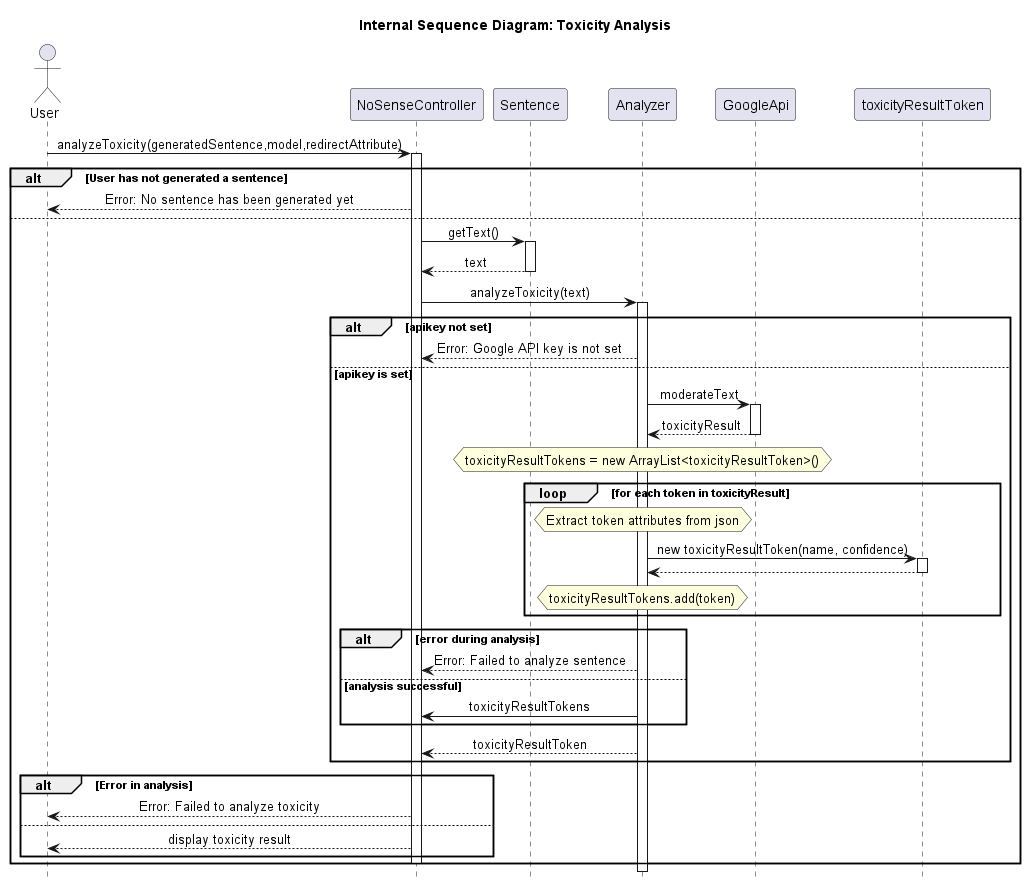 Internal Sequence Diagram: Toxicity Analysis
User
NoSenseController
Sentence
Analyzer
GoogleApi
toxicityResultToken
analyzeToxicity(generatedSentence,model,redirectAttribute)
alt
[User has not generated a sentence]
Error: No sentence has been generated yet
getText()
text
analyzeToxicity(text)
alt
[apikey not set]
Error: Google API key is not set
[apikey is set]
moderateText
toxicityResult
toxicityResultTokens = new ArrayList<toxicityResultToken>()
loop
[for each token in toxicityResult]
Extract token attributes from json
new toxicityResultToken(name, confidence)
toxicityResultTokens.add(token)
alt
[error during analysis]
Error: Failed to analyze sentence
[analysis successful]
toxicityResultTokens
toxicityResultToken
alt
[Error in analysis]
Error: Failed to analyze toxicity
display toxicity result